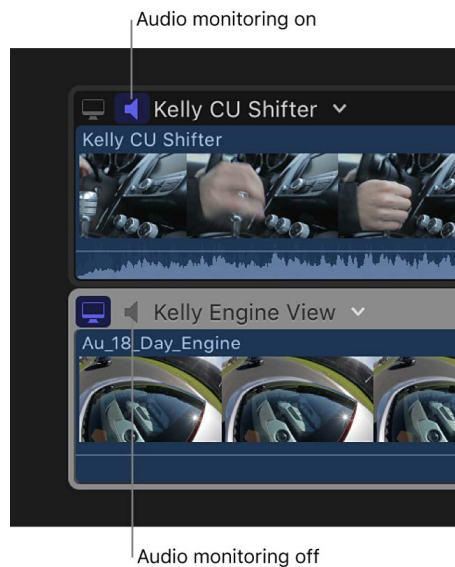 Audio monitoring on
Kelly CU Shifter
Kelly CU Shifter
Kelly Engine View
Au_18_Day_Engine
Audio monitoring off